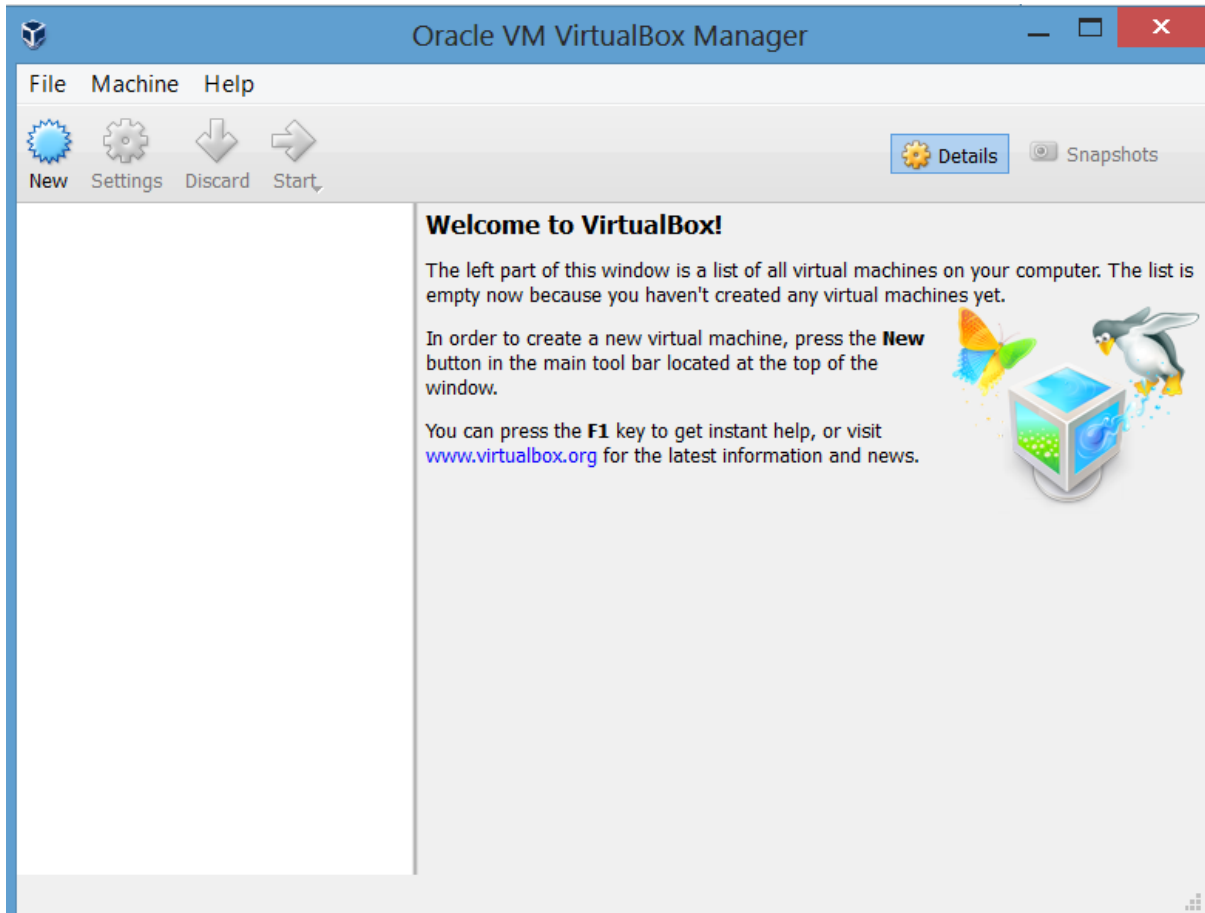 Oracle VM VirtualBox Manager
File Machine Help
New Settings Discard Start
Details Snapshots
Welcome to VirtualBox!
The left part of this window is a list of all virtual machines on your computer. The list is
empty now because you haven't created any virtual machines yet.
In order to create a new virtual machine, press the New
button in the main tool bar located at the top of the
window.
You can press the F1 key to get instant help, or visit
www.virtualbox.org for the latest information and news.